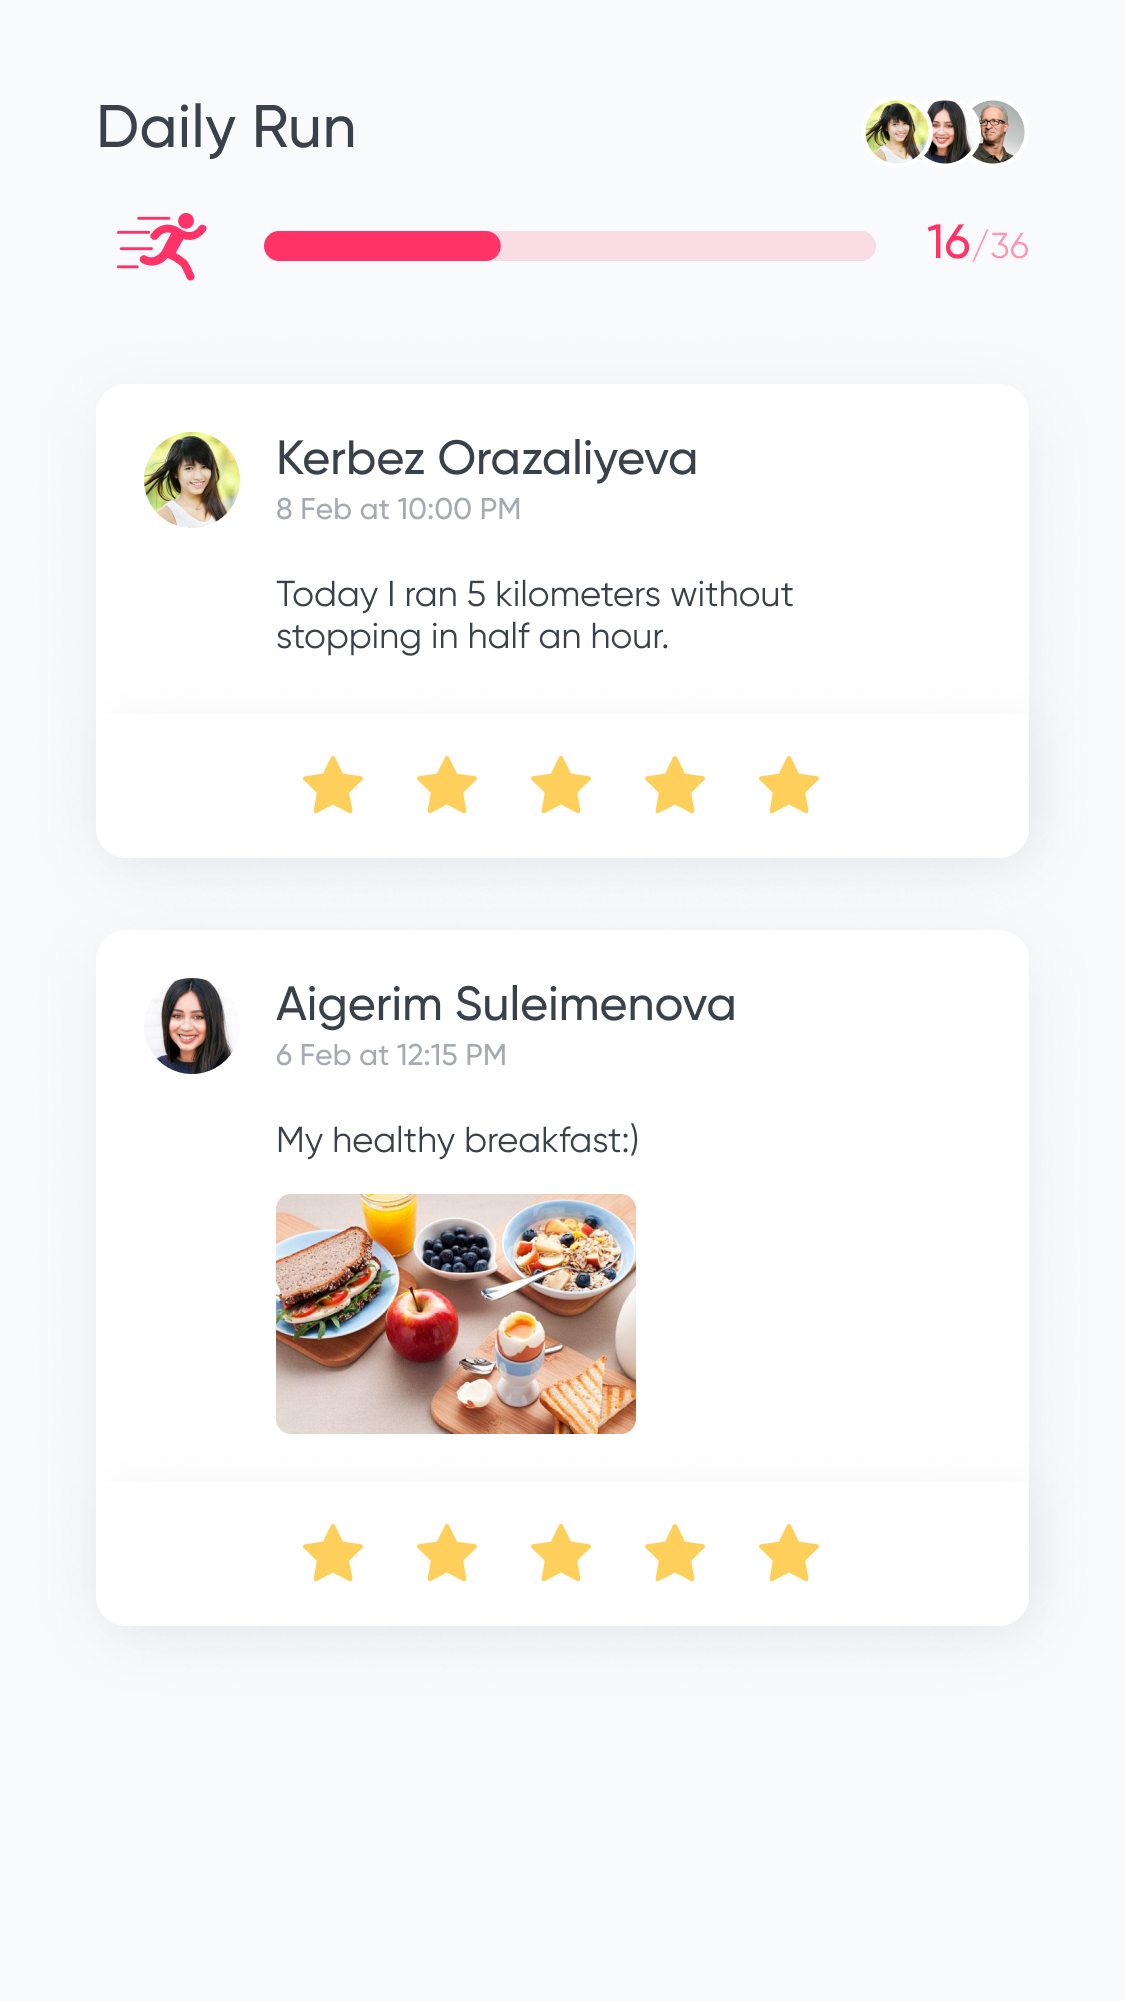 Daily Run
16/36
Kerbez Orazaliyeva
8 Feb at 10:00 PM
Today I ran 5 kilometers without
stopping in half an hour.
Aigerim Suleimenova
6 Feb at 12:15 PM
My healthy breakfast:)